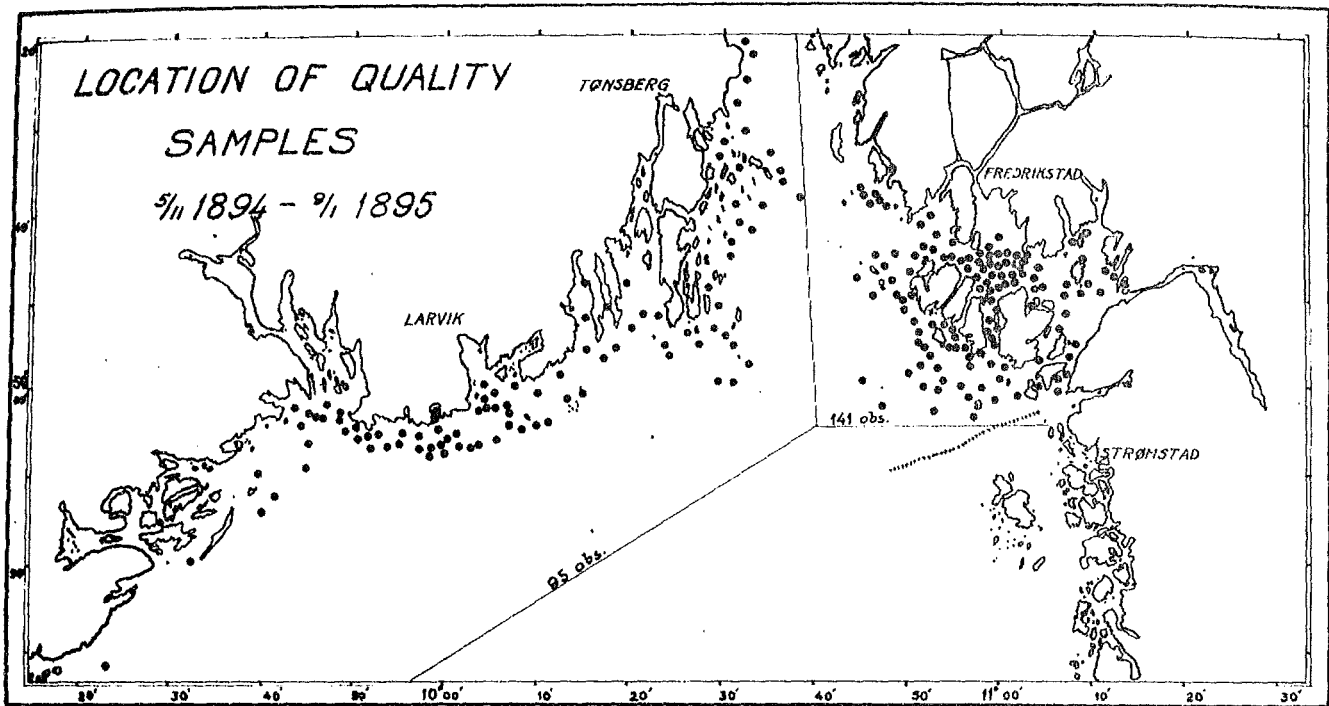 LOCATION OF QUALITY
SAMPLES
5/11 1894 - 9/1 1895
TØNSBERG
FREDRIKSTAD
LARVIK
141 obs.
STRØMSTAD
95 obs.
20' 30' 40' 50' 10°00' 10' 20' 30' 40' 50' 11°00' 10' 20' 30'